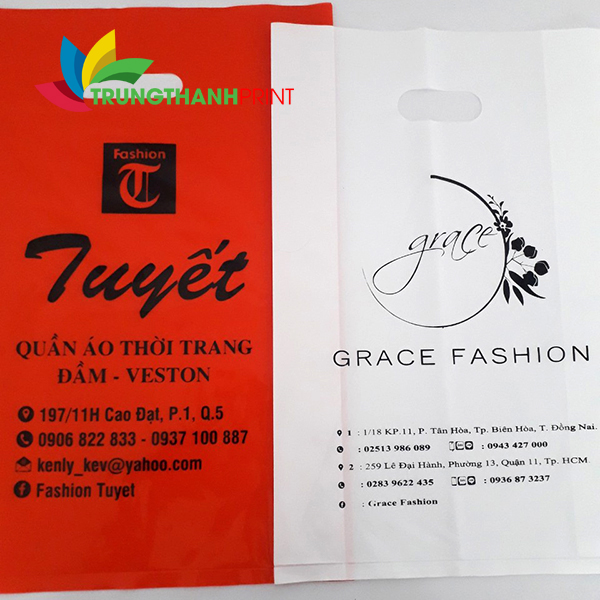 TRUNGTHANHPRINT
Fashion
T
Tuyết
QUẦN ÁO THỜI TRANG
ĐẦM - VESTON
197/11H Cao Đạt, P.1, Q.5
0906 822 833 - 0937 100 887
kenly_kev@yahoo.com
Fashion Tuyet
grace
GRACE FASHION
1 : 1/18 KP.11, P. Tân Hòa, Tp. Biên Hòa, T. Đồng Nai.
: 02513 986 089 : 0943 427 000
2 : 259 Lê Đại Hành, Phường 13, Quận 11, Tp. HCM.
: 0283 9622 435 : 0936 87 3237
: Grace Fashion